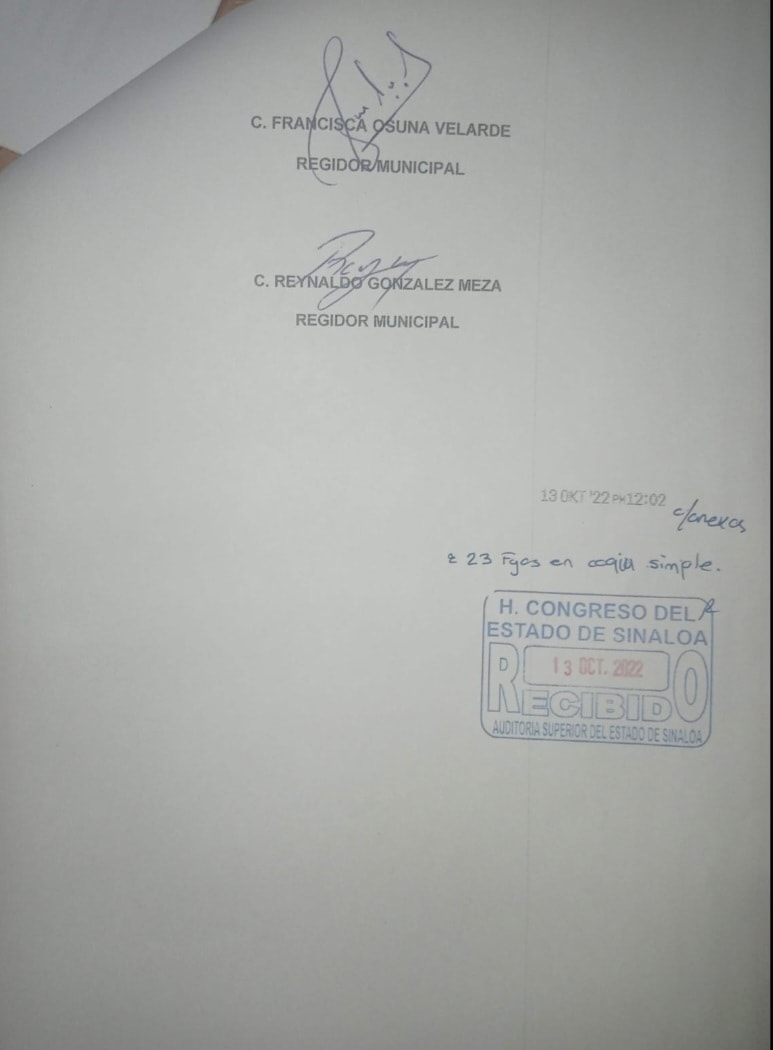 C. FRANCISCA OSUNA VELARDE
REGIDOR MUNICIPAL
C. REYNALDO GONZALEZ MEZA
REGIDOR MUNICIPAL
13 OKT '22 PM 12:02
c/anexos
23 Fyos en copia simple.
H. CONGRESO DEL
ESTADO DE SINALOA
13 OCT. 2022
RECIBIDO
AUDITORIA SUPERIOR DEL ESTADO DE SINALOA